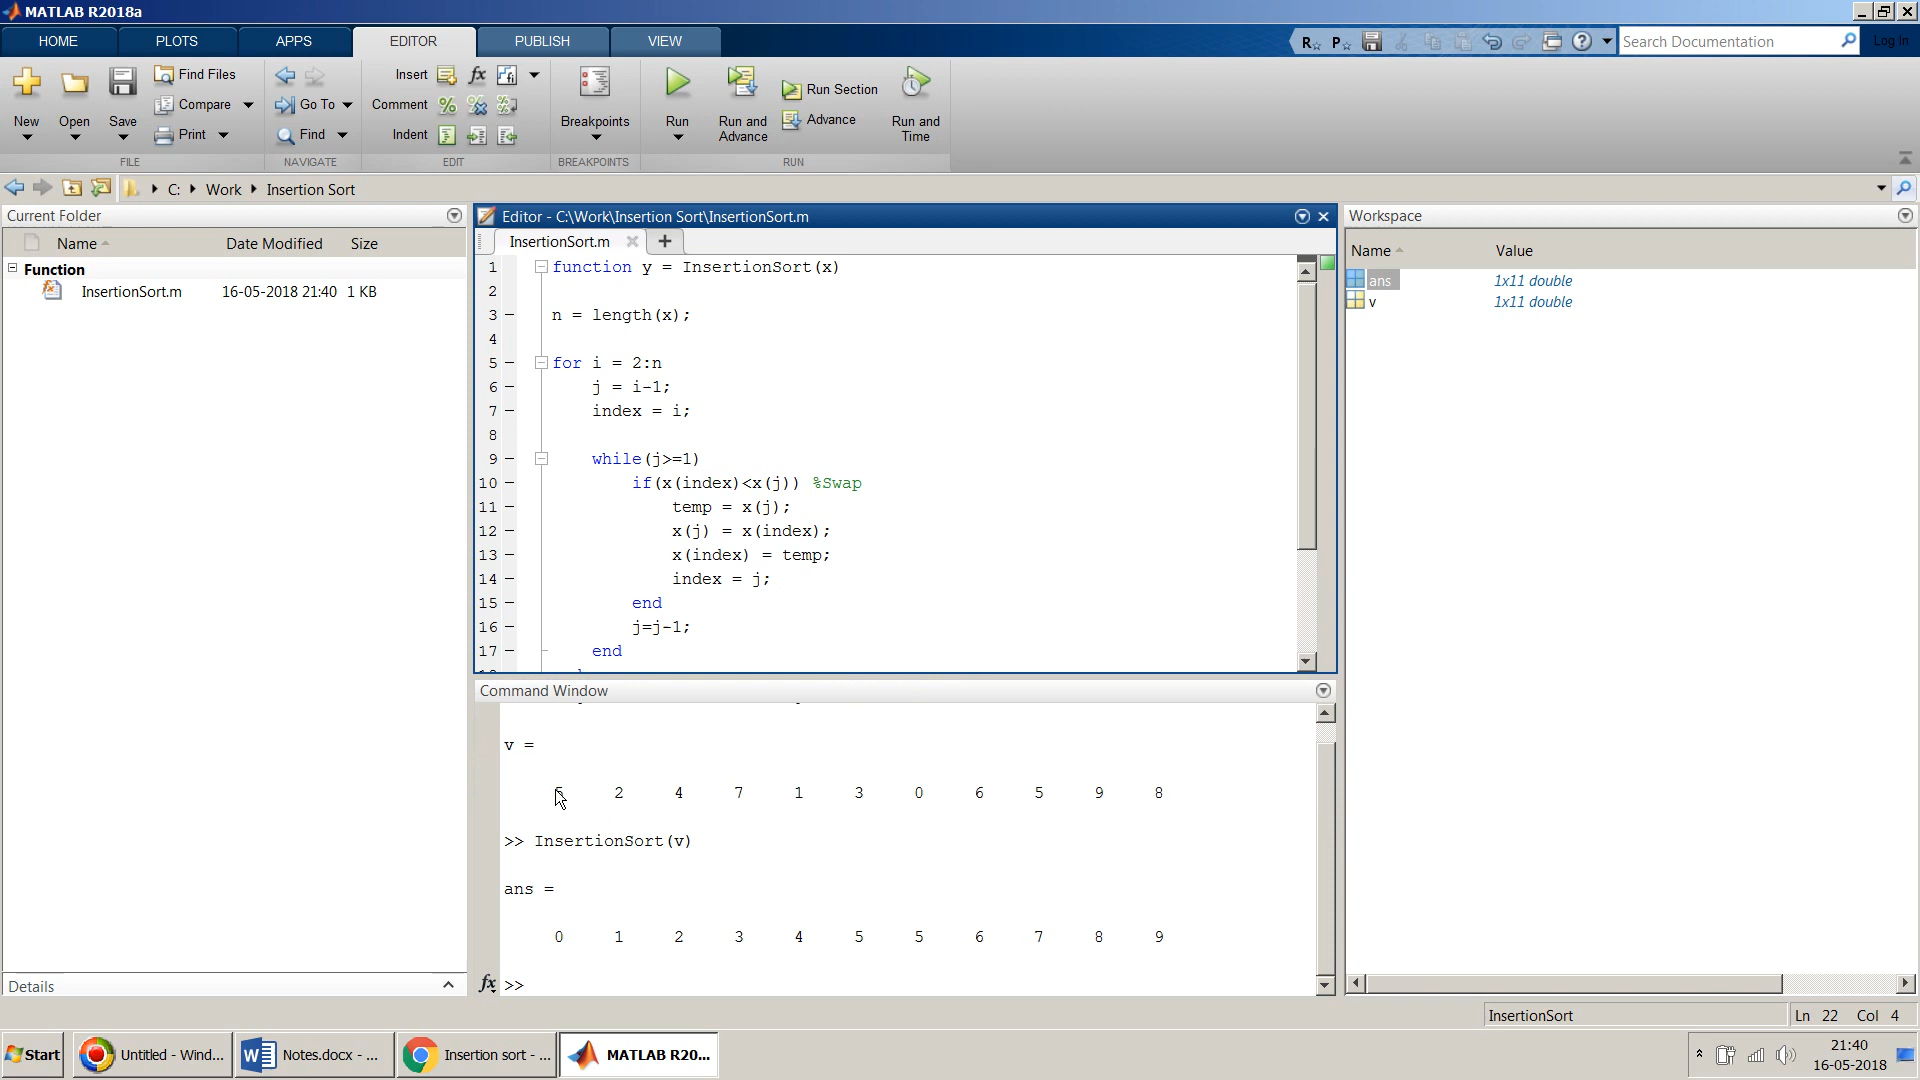 MATLAB R2018a
HOME PLOTS APPS EDITOR PUBLISH VIEW
Search Documentation
Log In
New Open Save
Find Files
Compare
Print
FILE
Go To
Find
NAVIGATE
Insert
Comment
Indent
EDIT
Breakpoints
BREAKPOINTS
Run
Run and Advance
Run Section
Advance
Run and Time
RUN
C: Work Insertion Sort
Current Folder
Name Date Modified Size
Function
InsertionSort.m 16-05-2018 21:40 1 KB
Details
Editor - C:\Work\Insertion Sort\InsertionSort.m
InsertionSort.m
1 function y = InsertionSort(x)
2
3 – n = length(x);
4
5 – for i = 2:n
6 – j = i-1;
7 – index = i;
8
9 – while(j>=1)
10 – if(x(index)<x(j)) %Swap
11 – temp = x(j);
12 – x(j) = x(index);
13 – x(index) = temp;
14 – index = j;
15 – end
16 – j=j-1;
17 – end
Command Window
v =
5 2 4 7 1 3 0 6 5 9 8
>> InsertionSort(v)
ans =
0 1 2 3 4 5 5 6 7 8 9
fx >>
Workspace
Name Value
ans 1x11 double
v 1x11 double
InsertionSort
Ln 22 Col 4
Start
Untitled - Wind...
Notes.docx - ...
Insertion sort - ...
MATLAB R20...
21:40
16-05-2018